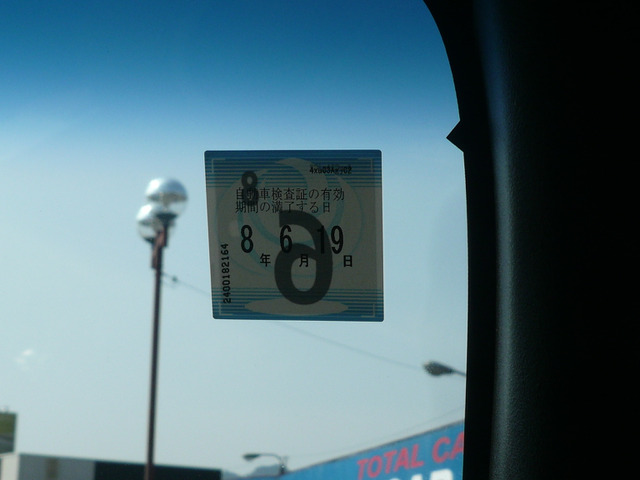 8
自動車検査証の有効
期間の満了する日
8年6月19日
6
2400182164
TOTAL CA